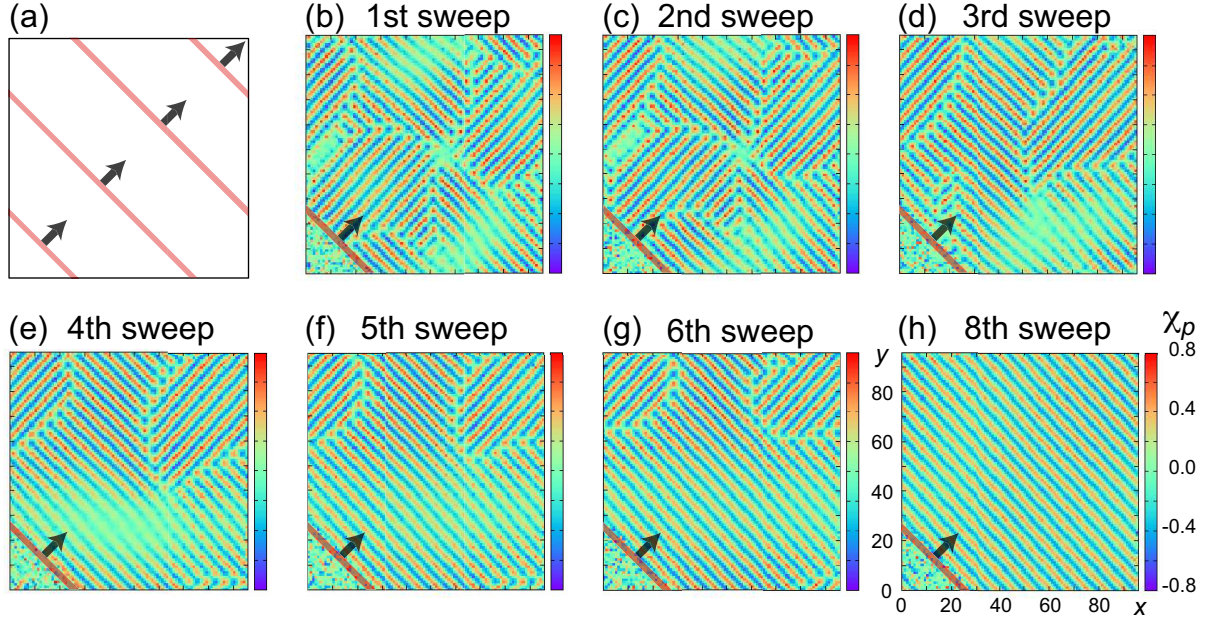 (a)
(b) 1st sweep
(c) 2nd sweep
(d) 3rd sweep
(e) 4th sweep
(f) 5th sweep
(g) 6th sweep
(h) 8th sweep
χp
y
80
60
40
20
0
0 20 40 60 80 x
0.8
0.4
0.0
-0.4
-0.8